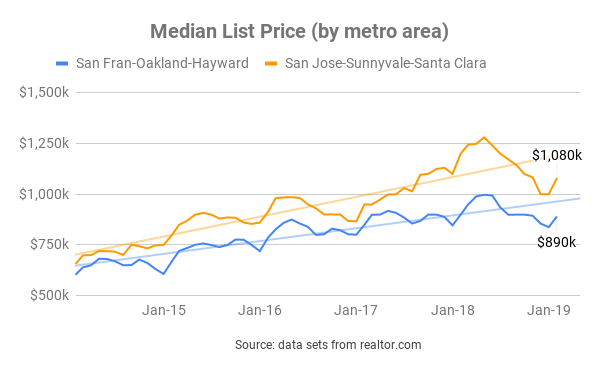 Median List Price (by metro area)
San Fran-Oakland-Hayward San Jose-Sunnyvale-Santa Clara
$1,500k
$1,250k
$1,080k
$1,000k
$750k
$890k
$500k
Jan-15 Jan-16 Jan-17 Jan-18 Jan-19
Source: data sets from realtor.com